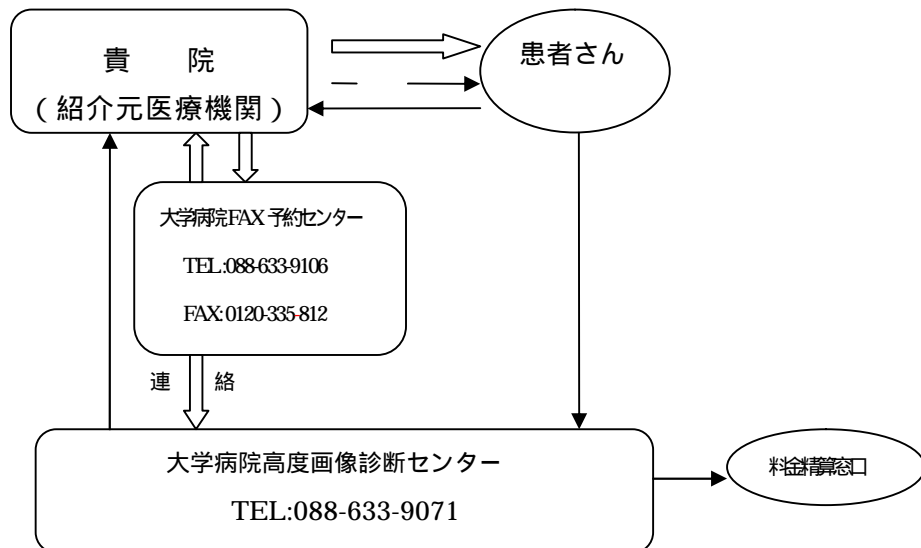 貴　　院
（紹介元医療機関）
患者さん
大学病院FAX予約センター
TEL:088-633-9106
FAX:0120-335-812
連　絡
大学病院高度画像診断センター
TEL:088-633-9071
料金精算窓口